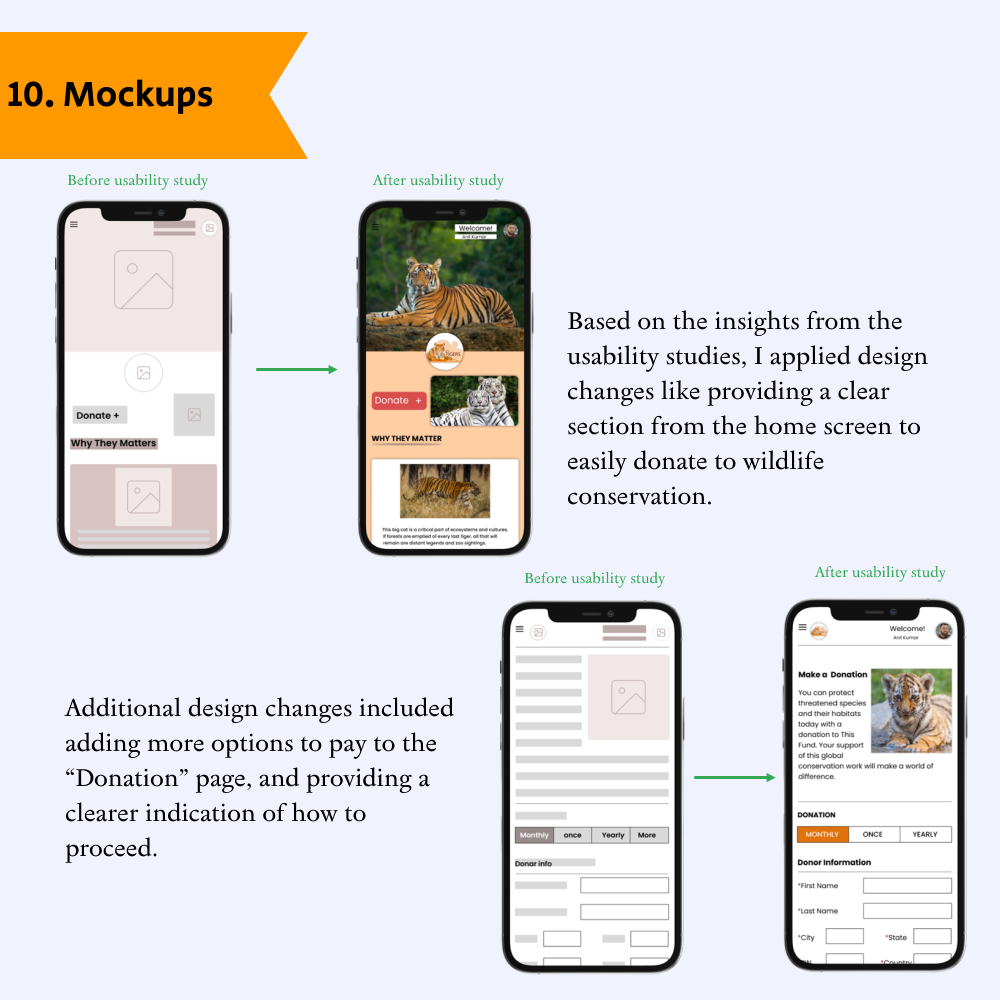 10. Mockups
Before usability study
After usability study
Donate +
Why They Matters
Welcome!
Anil Kumar
TIGERS
Donate +
WHY THEY MATTER
This big cat is a critical part of ecosystems and cultures.
If forests are emptied of every last tiger, all that will
remain are distant legends and zoo sightings.
Based on the insights from the
usability studies, I applied design
changes like providing a clear
section from the home screen to
easily donate to wildlife
conservation.
Additional design changes included
adding more options to pay to the
“Donation” page, and providing a
clearer indication of how to
proceed.
Before usability study
After usability study
Monthly once Yearly More
Donar info
Welcome!
Anil Kumar
Make a Donation
You can protect
threatened species
and their habitats
today with a
donation to This
Fund. Your support
of this global
conservation work will make a world of
difference.
DONATION
MONTHLY ONCE YEARLY
Donor Information
*First Name
*Last Name
*City *State
*Country